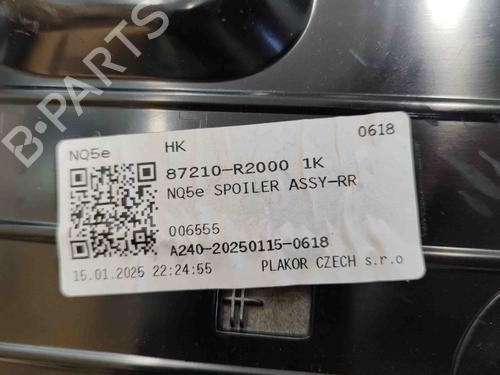 NQ5e HK 0618
87210-R2000 1K
NQ5e SPOILER ASSY-RR
006555
A240-20250115-0618
15.01.2025 22:24:55 PLAKOR CZECH s.r.o
B-PARTS